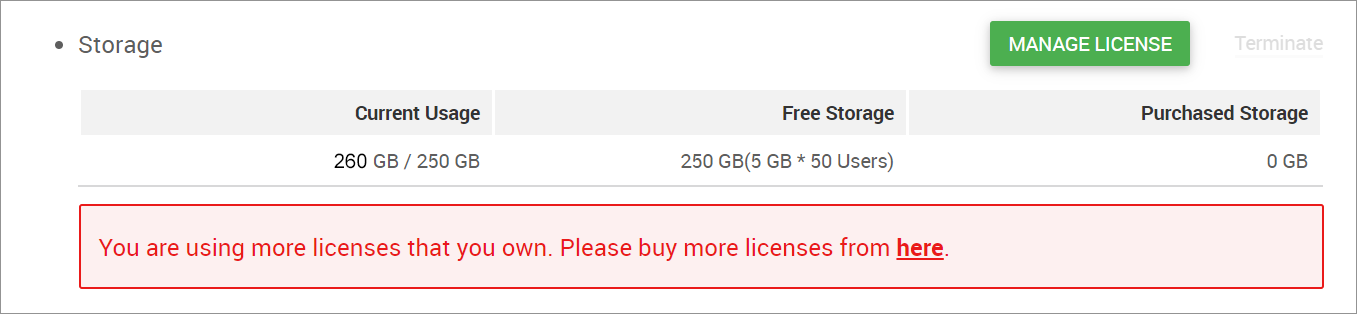 Storage
MANAGE LICENSE
Terminate
Current Usage
Free Storage
Purchased Storage
260 GB / 250 GB
250 GB(5 GB * 50 Users)
0 GB
You are using more licenses that you own. Please buy more licenses from here.